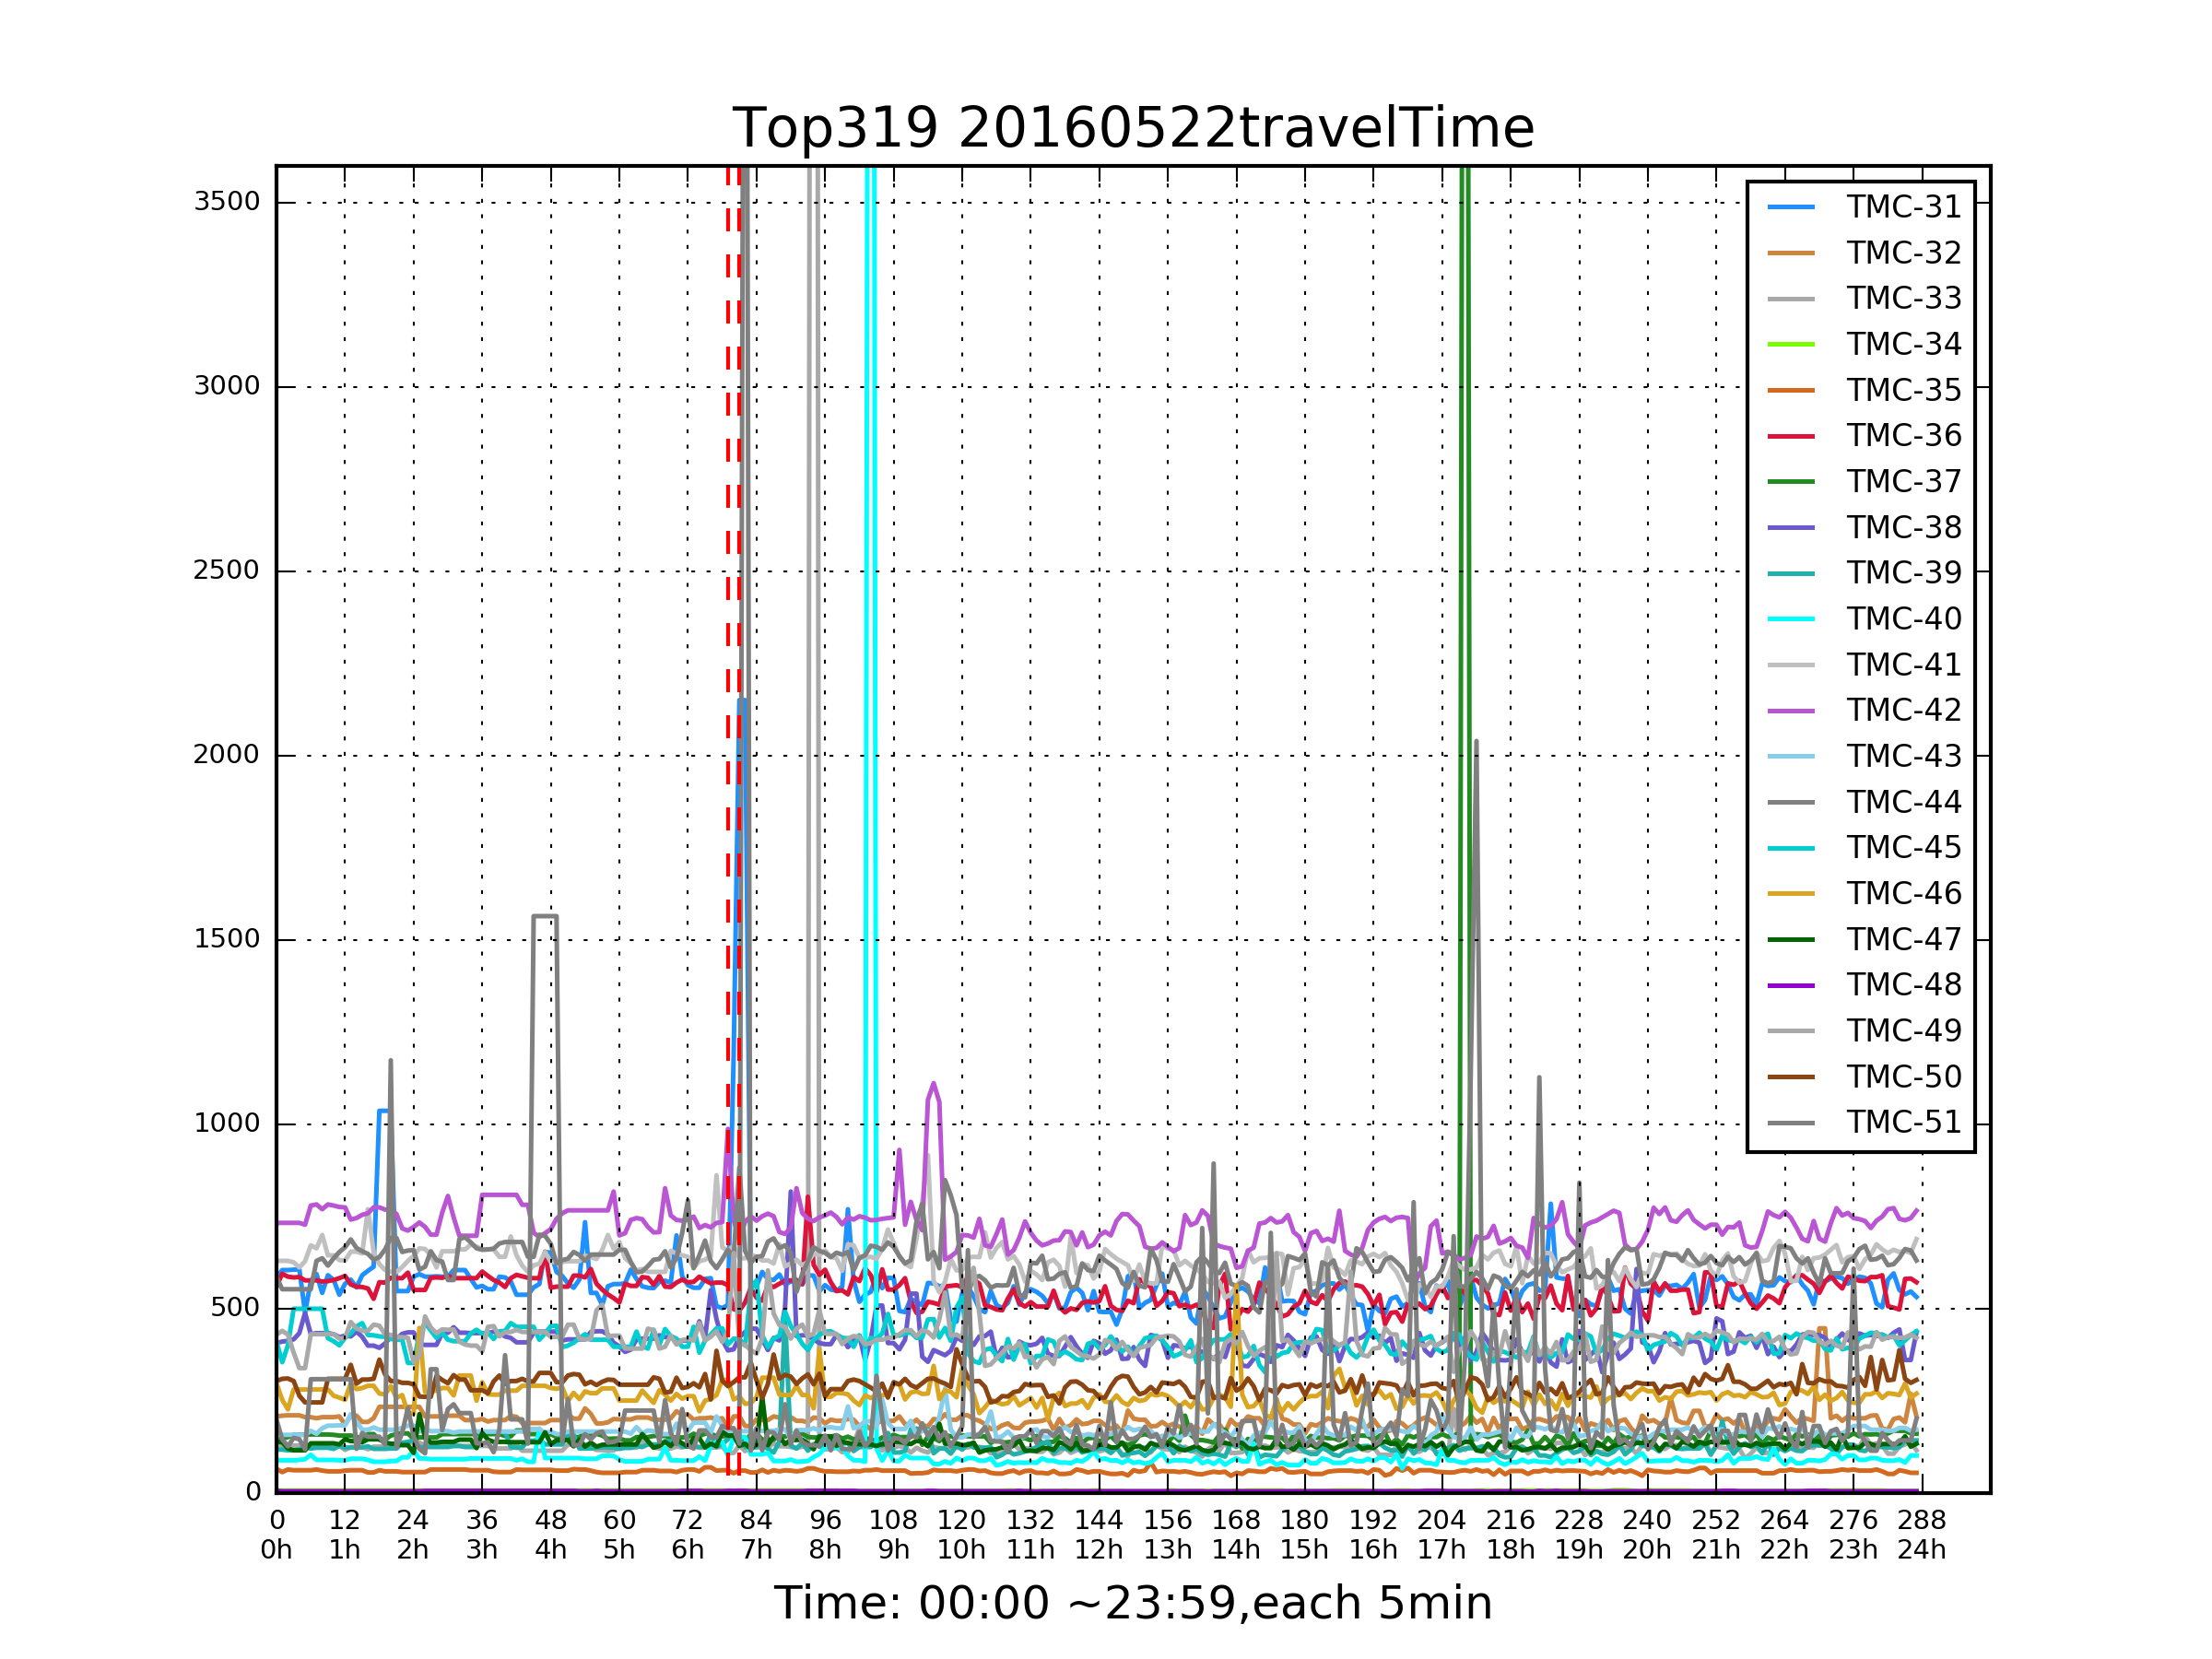 Top319 20160522travelTime
3500
3000
2500
2000
1500
1000
500
0
TMC-31
TMC-32
TMC-33
TMC-34
TMC-35
TMC-36
TMC-37
TMC-38
TMC-39
TMC-40
TMC-41
TMC-42
TMC-43
TMC-44
TMC-45
TMC-46
TMC-47
TMC-48
TMC-49
TMC-50
TMC-51
0 12 24 36 48 60 72 84 96 108 120 132 144 156 168 180 192 204 216 228 240 252 264 276 288
0h 1h 2h 3h 4h 5h 6h 7h 8h 9h 10h 11h 12h 13h 14h 15h 16h 17h 18h 19h 20h 21h 22h 23h 24h
Time: 00:00 ~23:59,each 5min